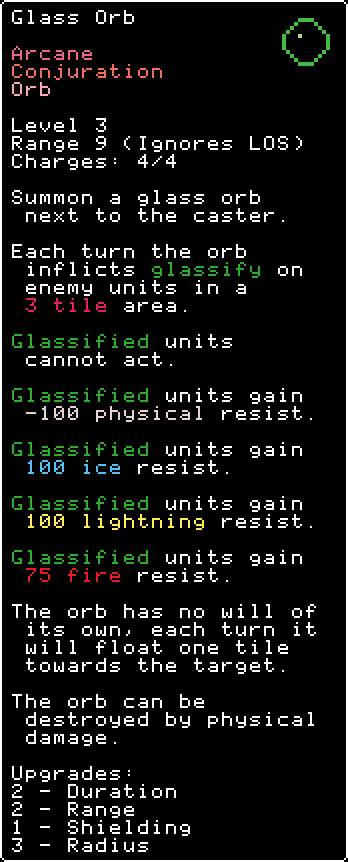 Glass Orb
Arcane
Conjuration
Orb
Level 3
Range 9 (Ignores LOS)
Charges: 4/4
Summon a glass orb
next to the caster.
Each turn the orb
inflicts glassify on
enemy units in a
3 tile area.
Glassified units
cannot act.
Glassified units gain
-100 physical resist.
Glassified units gain
100 ice resist.
Glassified units gain
100 lightning resist.
Glassified units gain
75 fire resist.
The orb has no will of
its own, each turn it
will float one tile
towards the target.
The orb can be
destroyed by physical
damage.
Upgrades:
2 - Duration
2 - Range
1 - Shielding
3 - Radius